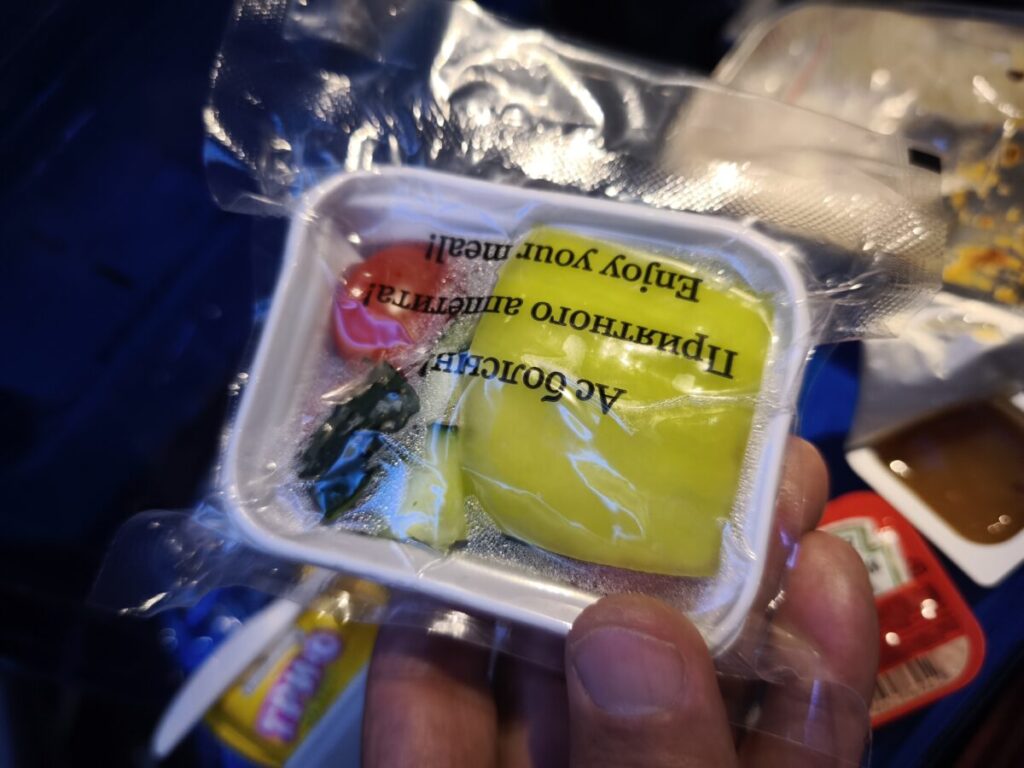 Ас болсын!
Приятного аппетита!
Enjoy your meal!